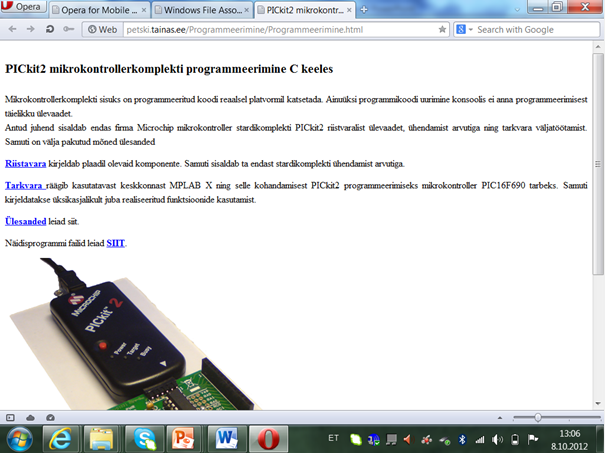 Opera
Opera for Mobile ...
Windows File Asso...
PICkit2 mikrokontr...
Web
petski.tainas.ee/Programmeerimine/Programmeerimine.html
Search with Google
PICkit2 mikrokontrollerkomplekti programmeerimine C keeles
Mikrokontrollerkomplekti sisuks on programmeeritud koodi reaalsel platvormil katsetada. Ainuüksi programmikoodi uurimine konsoolis ei anna programmeerimisest
täielikku ülevaadet.
Antud juhend sisaldab endas firma Microchip mikrokontroller stardikomplekti PICkit2 riistvaralist ülevaadet, ühendamist arvutiga ning tarkvara väljatöötamist.
Samuti on välja pakutud mõned ülesanded
Riistavara kirjeldab plaadil olevaid komponente. Samuti sisaldab ta endast stardikomplekti ühendamist arvutiga.
Tarkvara räägib kasutatavast keskkonnast MPLAB X ning selle kohandamisest PICkit2 programmeerimiseks mikrokontroller PIC16F690 tarbeks. Samuti
kirjeldatakse üksikasjalikult juba realiseeritud funktsioonide kasutamist.
Ülesanded leiad siit.
Näidisprogrammi failid leiad SIIT.
MICROCHIP
PICkit 2
Power
Target
Busy
ET
13:06
8.10.2012